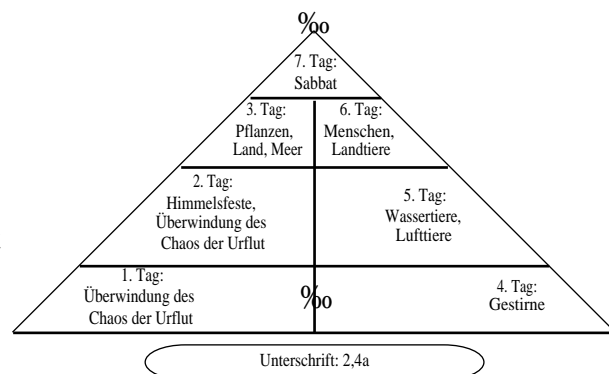 ‰
7. Tag:
Sabbat
3. Tag:
Pflanzen,
Land, Meer
6. Tag:
Menschen,
Landtiere
2. Tag:
Himmelsfeste,
Überwindung des
Chaos der Urflut
5. Tag:
Wassertiere,
Lufttiere
1. Tag:
Überwindung des
Chaos der Urflut
‰
4. Tag:
Gestirne
Unterschrift: 2,4a